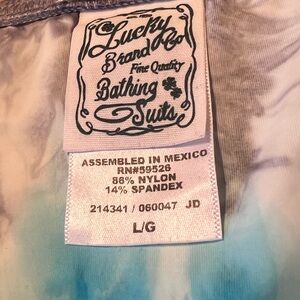 Lucky
Brand & Co
Fine Quality
Bathing
Suits
ASSEMBLED IN MEXICO
RN#59526
86% NYLON
14% SPANDEX
214341 / 060047 JD
L/G